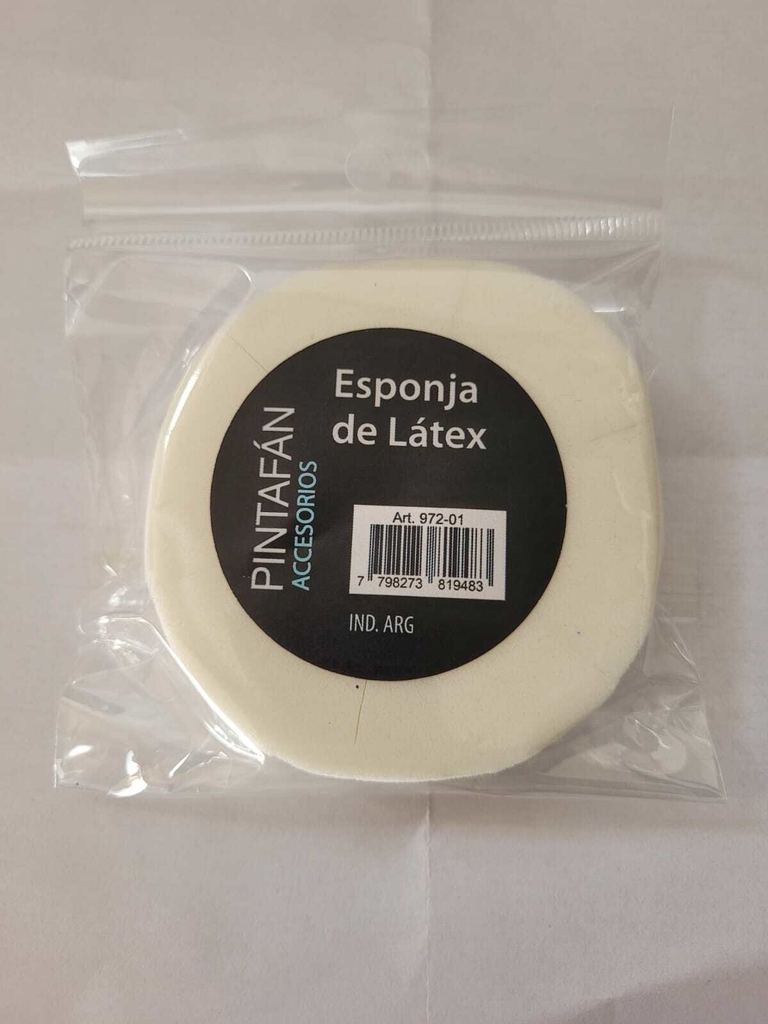 Esponja
de Látex
PINTAFÁN
ACCESORIOS
Art. 972-01
7 798273 819483
IND. ARG